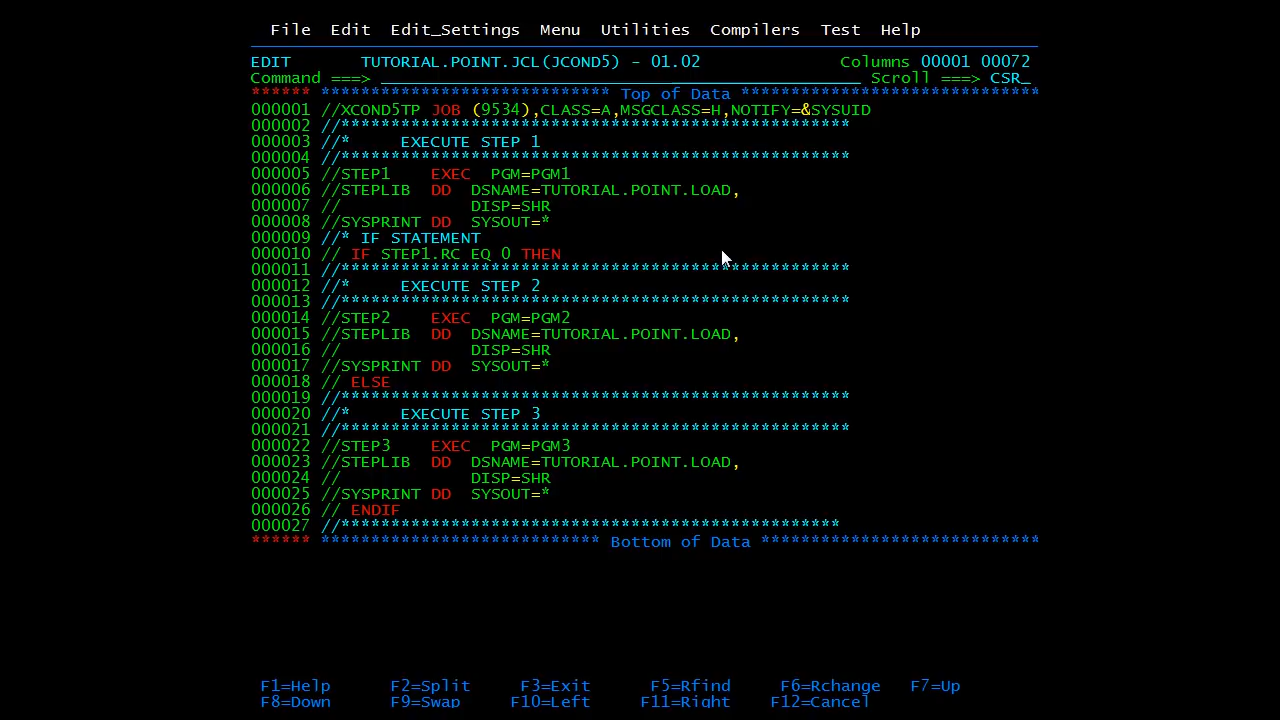 File  Edit  Edit_Settings  Menu  Utilities  Compilers  Test  Help
EDIT       TUTORIAL.POINT.JCL(JCOND5) - 01.02              Columns 00001 00072
Command ===>                                                  Scroll ===> CSR_
****** ***************************** Top of Data ******************************
000001 //XCOND5TP JOB (9534),CLASS=A,MSGCLASS=H,NOTIFY=&SYSUID
000002 //***************************************************
000003 //*     EXECUTE STEP 1
000004 //***************************************************
000005 //STEP1    EXEC  PGM=PGM1
000006 //STEPLIB  DD  DSNAME=TUTORIAL.POINT.LOAD,
000007 //             DISP=SHR
000008 //SYSPRINT DD  SYSOUT=*
000009 //* IF STATEMENT
000010 // IF STEP1.RC EQ 0 THEN
000011 //***************************************************
000012 //*     EXECUTE STEP 2
000013 //***************************************************
000014 //STEP2    EXEC  PGM=PGM2
000015 //STEPLIB  DD  DSNAME=TUTORIAL.POINT.LOAD,
000016 //             DISP=SHR
000017 //SYSPRINT DD  SYSOUT=*
000018 // ELSE
000019 //***************************************************
000020 //*     EXECUTE STEP 3
000021 //***************************************************
000022 //STEP3    EXEC  PGM=PGM3
000023 //STEPLIB  DD  DSNAME=TUTORIAL.POINT.LOAD,
000024 //             DISP=SHR
000025 //SYSPRINT DD  SYSOUT=*
000026 // ENDIF
000027 //**************************************************
****** **************************** Bottom of Data ****************************
F1=Help      F2=Split     F3=Exit      F5=Rfind     F6=Rchange   F7=Up
F8=Down      F9=Swap     F10=Left     F11=Right    F12=Cancel